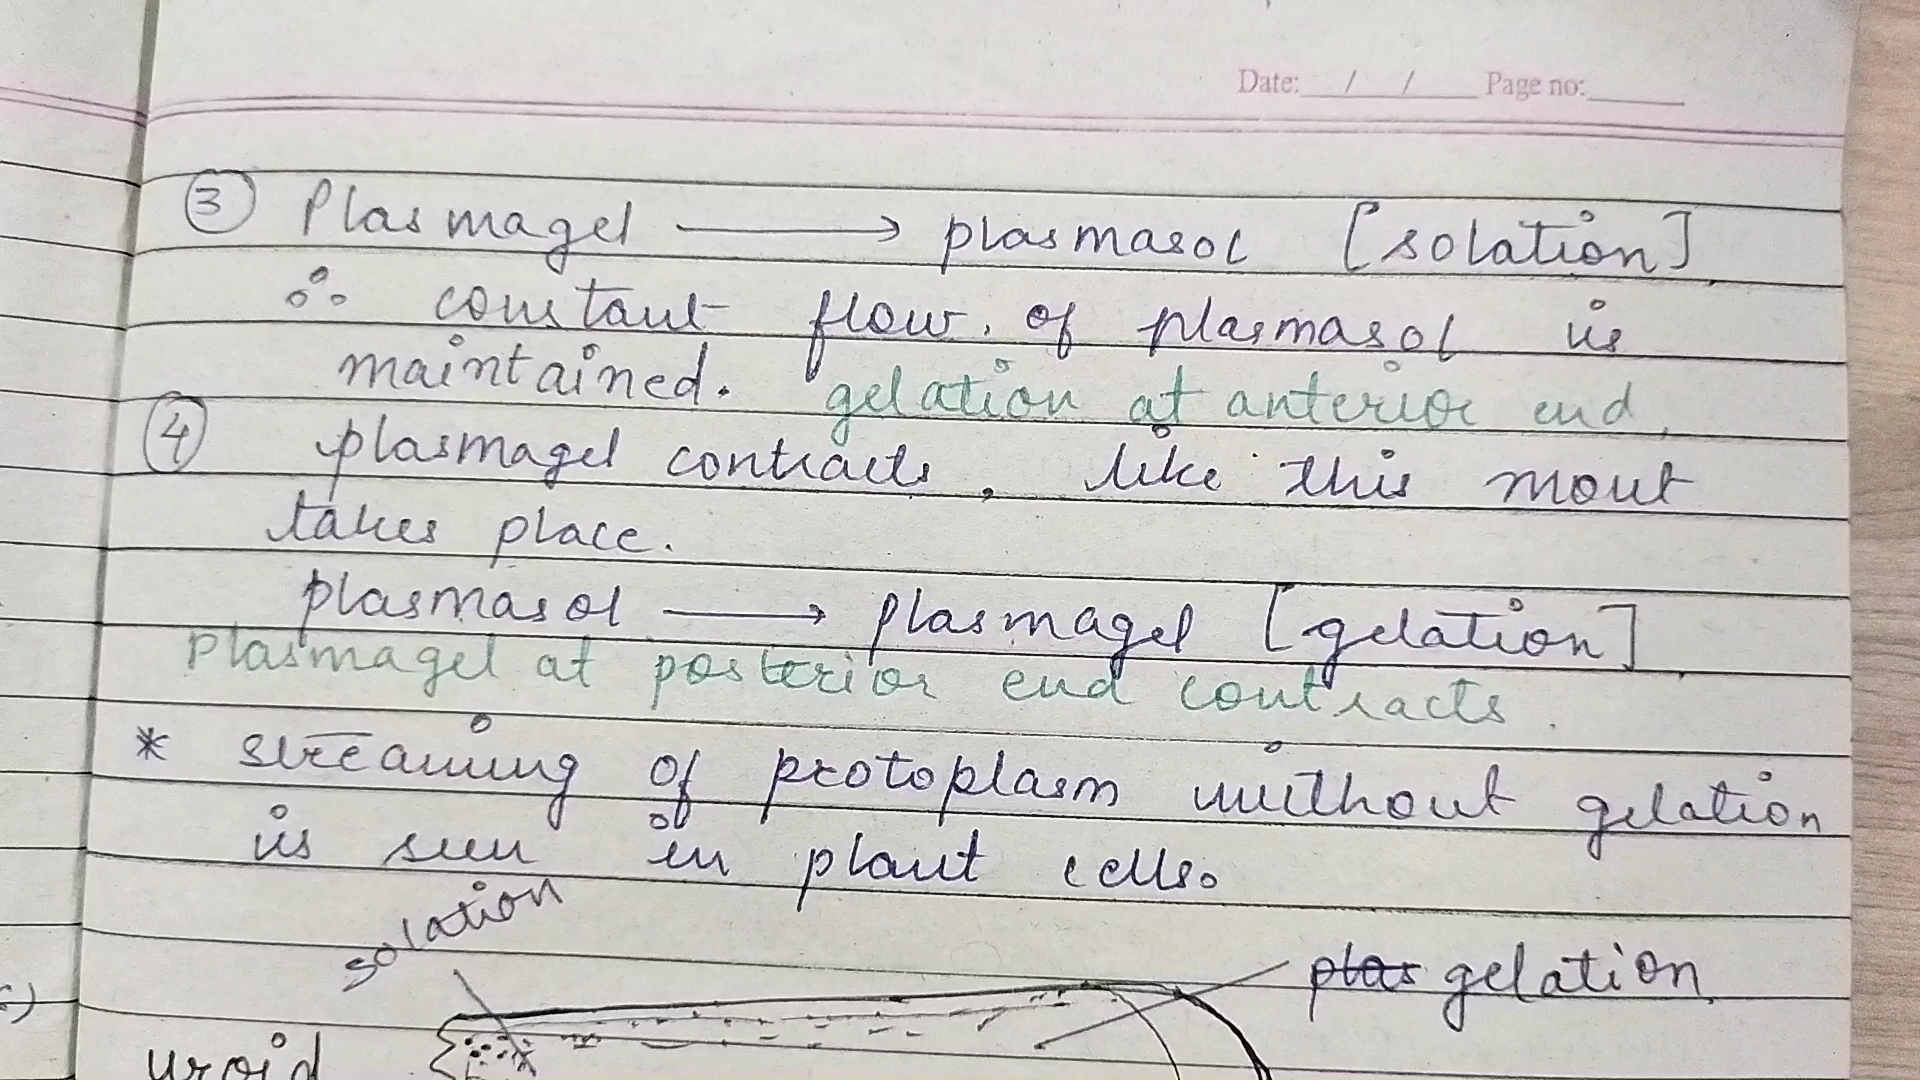 Date: / / Page no:
③ Plasmagel → plasmasol [solation]
∴ constant flow of plasmasol is
maintained. gelation at anterior end.
④ plasmagel contracts, like this movt
takes place.
plasmasol → plasmagel [gelation]
Plasmagel at posterior end contracts.
* streaming of protoplasm without gelation
is seen in plant cells.
solation
gelation
uroid